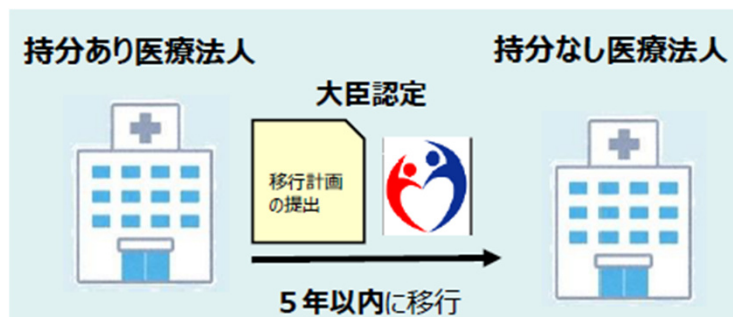 持分あり医療法人
持分なし医療法人
大臣認定
移行計画
の提出
５年以内に移行